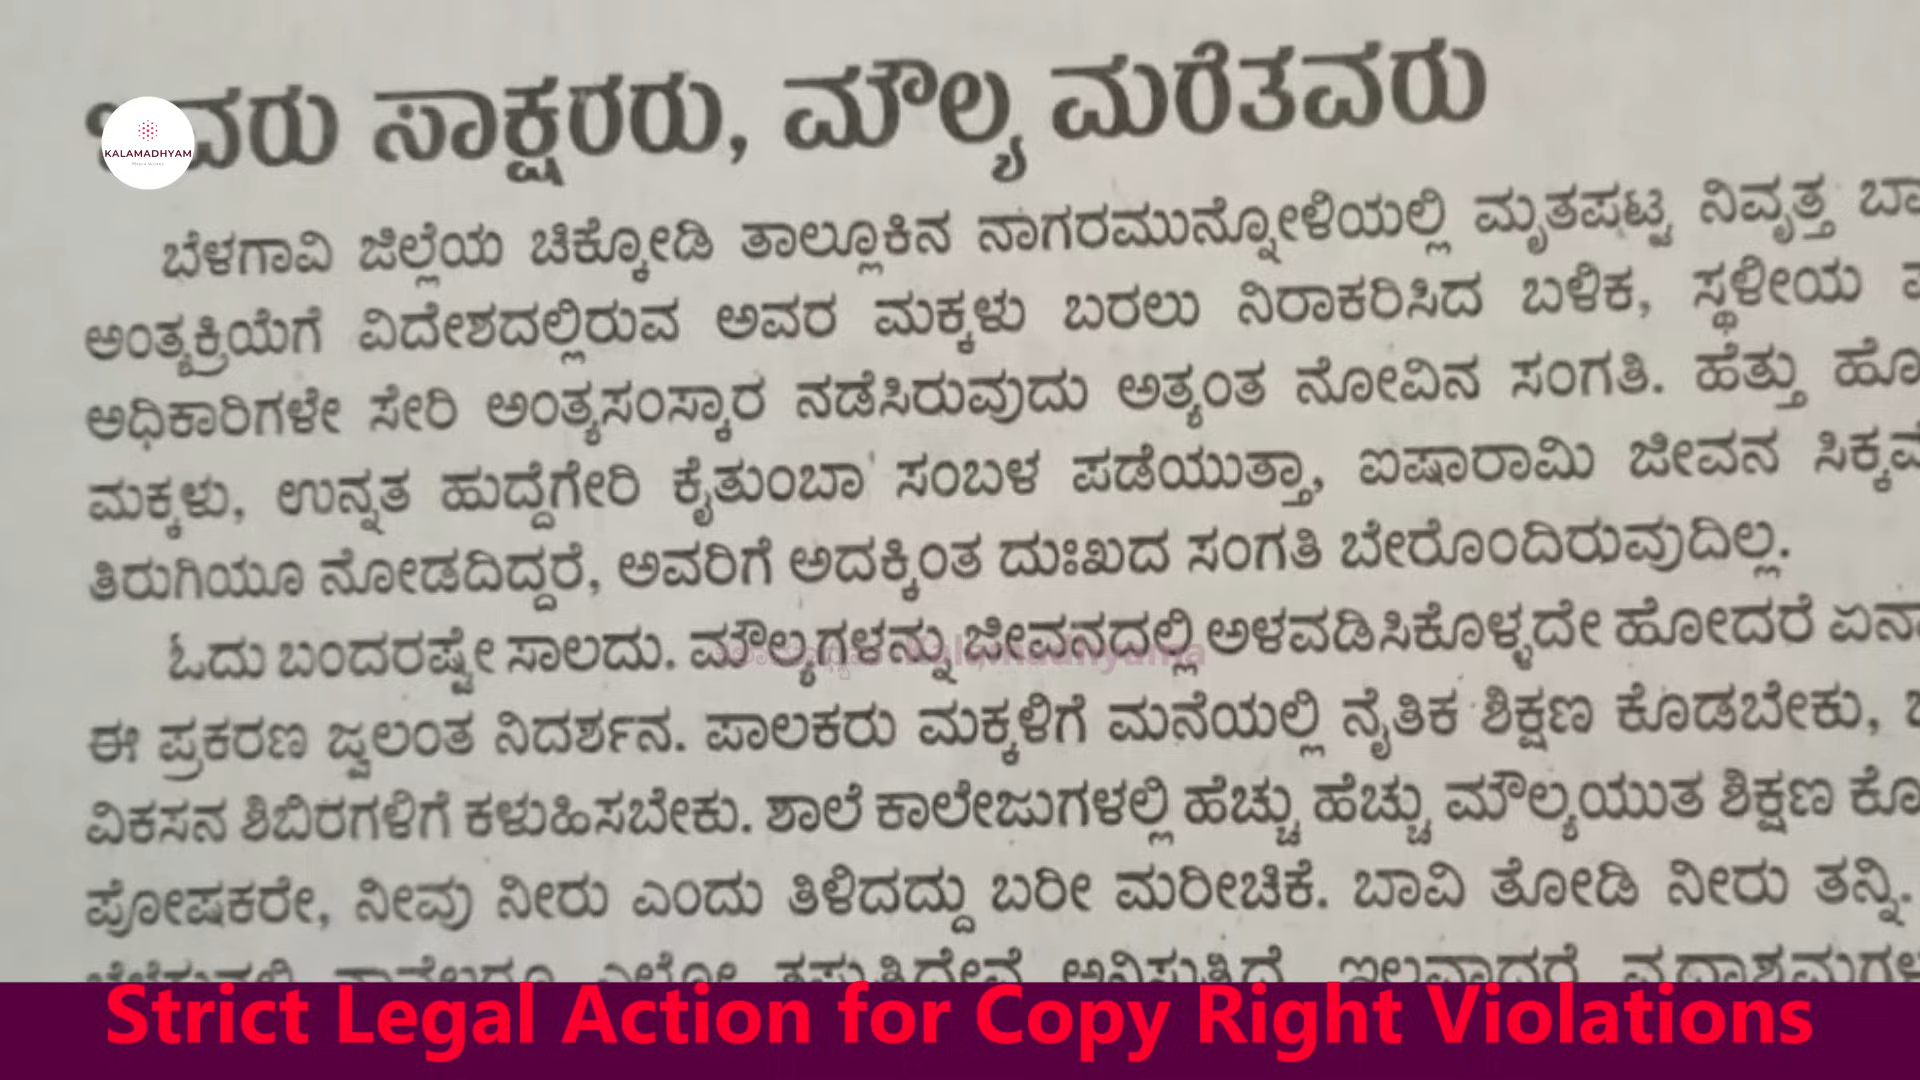 ಸಾಕ್ಷರರು, ಮೌಲ್ಯ ಮರೆತವರು
KALAMADHYAM
ಬೆಳಗಾವಿ ಜಿಲ್ಲೆಯ ಚಿಕ್ಕೋಡಿ ತಾಲ್ಲೂಕಿನ ನಾಗರಮುನ್ನೋಳಿಯಲ್ಲಿ ಮೃತಪಟ್ಟ ನಿವೃತ್ತ
ಅಂತ್ಯಕ್ರಿಯೆಗೆ ವಿದೇಶದಲ್ಲಿರುವ ಅವರ ಮಕ್ಕಳು ಬರಲು ನಿರಾಕರಿಸಿದ ಬಳಿಕ, ಸ್ಥಳೀಯ
ಅಧಿಕಾರಿಗಳೇ ಸೇರಿ ಅಂತ್ಯಸಂಸ್ಕಾರ ನಡೆಸಿರುವುದು ಅತ್ಯಂತ ನೋವಿನ ಸಂಗತಿ. ಹೆತ್ತು
ಮಕ್ಕಳು, ಉನ್ನತ ಹುದ್ದೆಗೇರಿ ಕೈತುಂಬಾ ಸಂಬಳ ಪಡೆಯುತ್ತಾ, ಐಷಾರಾಮಿ ಜೀವನ
ತಿರುಗಿಯೂ ನೋಡದಿದ್ದರೆ, ಅವರಿಗೆ ಅದಕ್ಕಿಂತ ದುಃಖದ ಸಂಗತಿ ಬೇರೊಂದಿರುವುದಿಲ್ಲ.
ಓದು ಬಂದರಷ್ಟೇ ಸಾಲದು. ಮೌಲ್ಯಗಳನ್ನು ಜೀವನದಲ್ಲಿ ಅಳವಡಿಸಿಕೊಳ್ಳದೇ ಹೋದರೆ
ಈ ಪ್ರಕರಣ ಜ್ವಲಂತ ನಿದರ್ಶನ. ಪಾಲಕರು ಮಕ್ಕಳಿಗೆ ಮನೆಯಲ್ಲಿ ನೈತಿಕ ಶಿಕ್ಷಣ ಕೊಡಬೇಕು,
ವಿಕಸನ ಶಿಬಿರಗಳಿಗೆ ಕಳುಹಿಸಬೇಕು. ಶಾಲೆ ಕಾಲೇಜುಗಳಲ್ಲಿ ಹೆಚ್ಚು ಹೆಚ್ಚು ಮೌಲ್ಯಯುತ ಶಿಕ್ಷಣ
ಪೋಷಕರೇ, ನೀವು ನೀರು ಎಂದು ತಿಳಿದದ್ದು ಬರೀ ಮರೀಚಿಕೆ. ಬಾವಿ ತೋಡಿ ನೀರು ತನ್ನಿ.
Strict Legal Action for Copy Right Violations